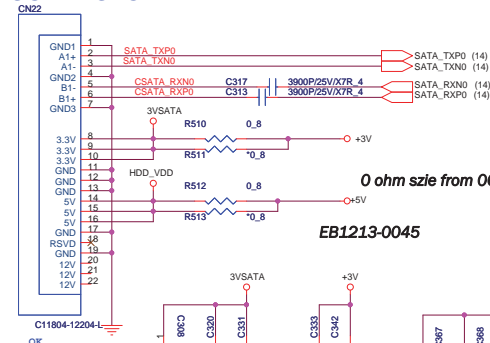 CN22
GND1 1
A1+ 2 SATA_TXP0 SATA_TXP0 (14)
A1- 3 SATA_TXN0 SATA_TXN0 (14)
GND2 4
B1- 5 CSATA_RXN0 C317 3900P/25V/X7R_4 SATA_RXN0 (14)
B1+ 6 CSATA_RXP0 C313 3900P/25V/X7R_4 SATA_RXP0 (14)
GND3 7
3VSATA
R510 0_8
3.3V 8 +3V
3.3V 9
3.3V 10 R511 *0_8
GND 11
GND 12 HDD_VDD
GND 13 R512 0_8
0 ohm szie from
5V 14 +5V
5V 15
5V 16 R513 *0_8
GND 17
RSVD 18
GND 19
12V 20
12V 21
12V 22
EB1213-0045
3VSATA +3V
C11804-12204-L
C308 C320 C331 C333 C342 C367 C368
OK